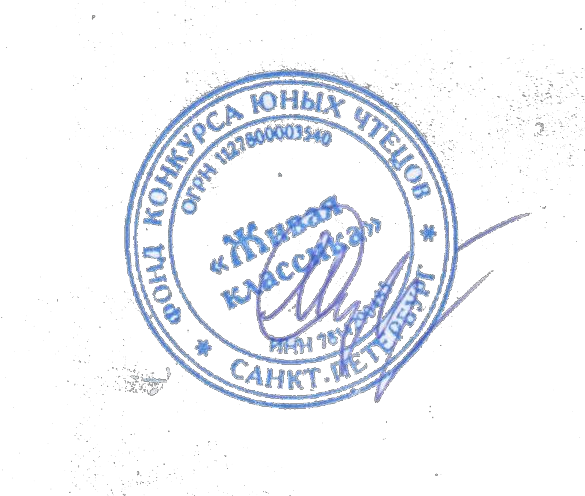 ФОНД КОНКУРСА ЮНЫХ ЧТЕЦОВ
* САНКТ-ПЕТЕРБУРГ *
ОГРН 1127800003540
«Живая
классика»
ИНН